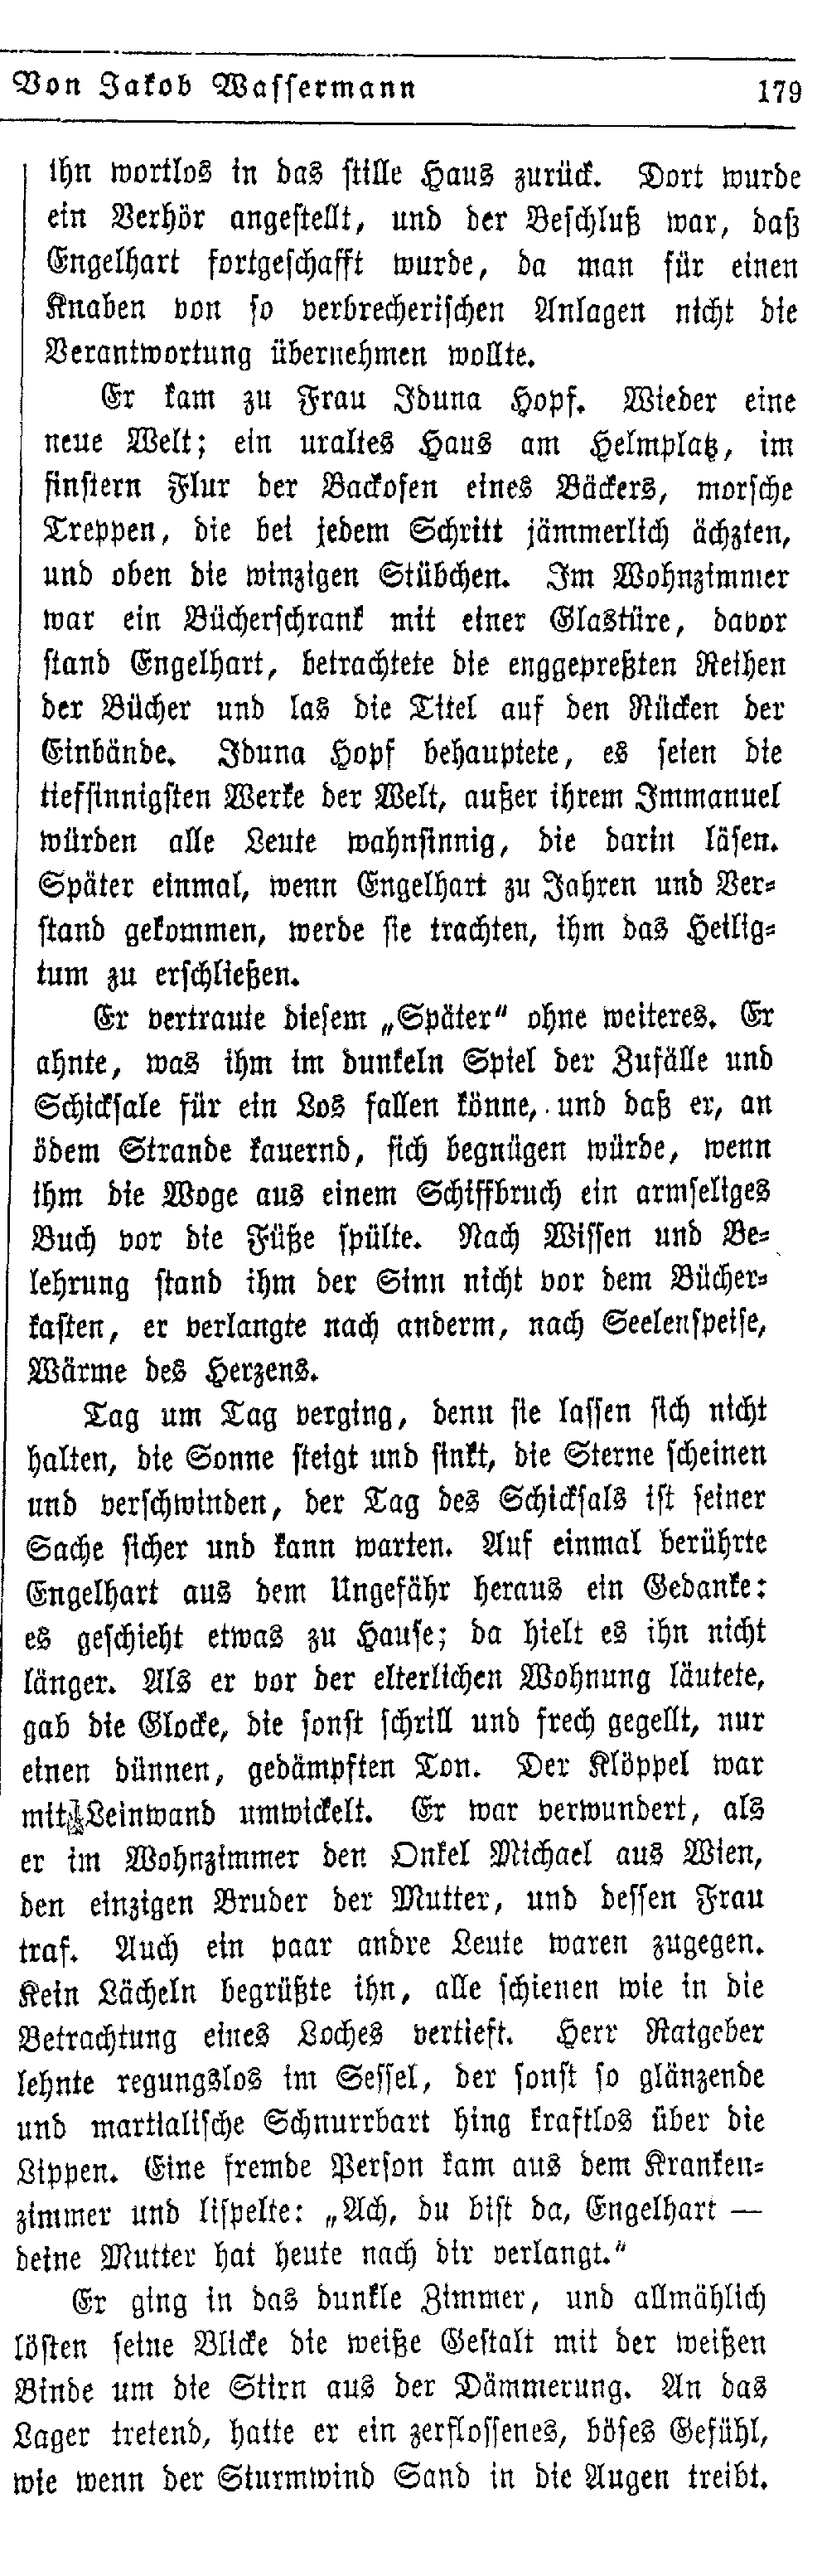 Von Jakob Wassermann 179
ihn wortlos in das stille Haus zurück. Dort wurde
ein Verhör angestellt, und der Beschluß war, daß
Engelhart fortgeschafft wurde, da man für einen
Knaben von so verbrecherischen Anlagen nicht die
Verantwortung übernehmen wollte.
Er kam zu Frau Iduna Hopf. Wieder eine
neue Welt; ein uraltes Haus am Helmplatz, im
finstern Flur der Backofen eines Bäckers, morsche
Treppen, die bei jedem Schritt jämmerlich ächzten,
und oben die winzigen Stübchen. Im Wohnzimmer
war ein Bücherschrank mit einer Glastüre, davor
stand Engelhart, betrachtete die enggepreßten Reihen
der Bücher und las die Titel auf den Rücken der
Einbände. Iduna Hopf behauptete, es seien die
tiefsinnigsten Werke der Welt, außer ihrem Immanuel
würden alle Leute wahnsinnig, die darin läsen.
Später einmal, wenn Engelhart zu Jahren und Ver-
stand gekommen, werde sie trachten, ihm das Heilig-
tum zu erschließen.
Er vertraute diesem „Später“ ohne weiteres. Er
ahnte, was ihm im dunkeln Spiel der Zufälle und
Schicksale für ein Los fallen könne, und daß er, an
ödem Strande kauernd, sich begnügen würde, wenn
ihm die Woge aus einem Schiffbruch ein armseliges
Buch vor die Füße spülte. Nach Wissen und Be-
lehrung stand ihm der Sinn nicht vor dem Bücher-
kasten, er verlangte nach anderm, nach Seelenspeise,
Wärme des Herzens.
Tag um Tag verging, denn sie lassen sich nicht
halten, die Sonne steigt und sinkt, die Sterne scheinen
und verschwinden, der Tag des Schicksals ist seiner
Sache sicher und kann warten. Auf einmal berührte
Engelhart aus dem Ungefähr heraus ein Gedanke:
es geschieht etwas zu Hause; da hielt es ihn nicht
länger. Als er vor der elterlichen Wohnung läutete,
gab die Glocke, die sonst schrill und frech gegellt, nur
einen dünnen, gedämpften Ton. Der Klöppel war
mit Leinwand umwickelt. Er war verwundert, als
er im Wohnzimmer den Onkel Michael aus Wien,
den einzigen Bruder der Mutter, und dessen Frau
traf. Auch ein paar andre Leute waren zugegen.
Kein Lächeln begrüßte ihn, alle schienen wie in die
Betrachtung eines Loches vertieft. Herr Ratgeber
lehnte regungslos im Sessel, der sonst so glänzende
und martialische Schnurrbart hing kraftlos über die
Lippen. Eine fremde Person kam aus dem Kranken-
zimmer und lispelte: „Ach, du bist da, Engelhart —
deine Mutter hat heute nach dir verlangt.“
Er ging in das dunkle Zimmer, und allmählich
lösten seine Blicke die weiße Gestalt mit der weißen
Binde um die Stirn aus der Dämmerung. An das
Lager tretend, hatte er ein zerflossenes, böses Gefühl,
wie wenn der Sturmwind Sand in die Augen treibt.